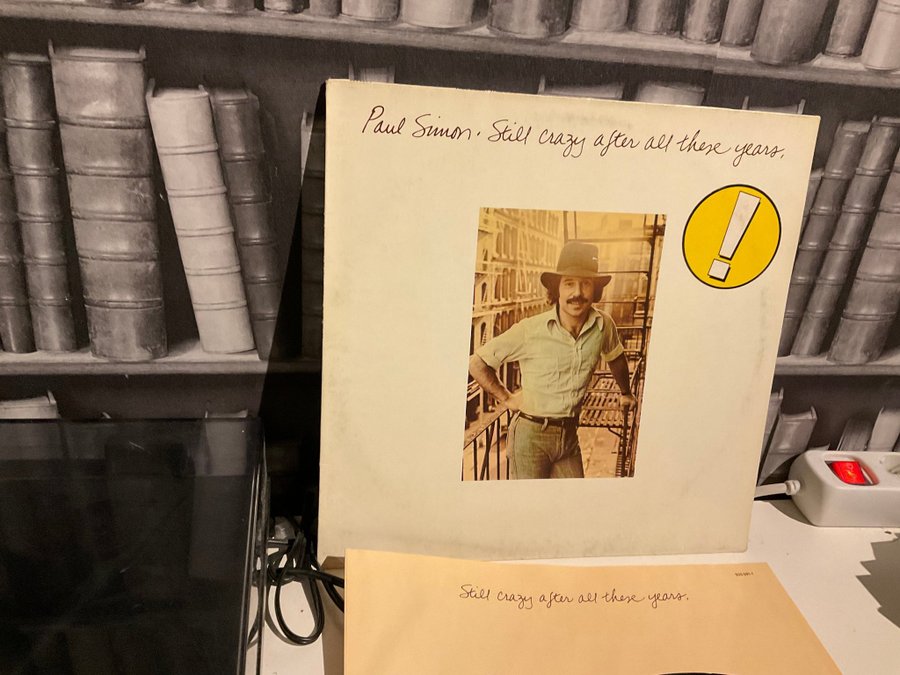 Paul Simon. Still crazy after all these years.
!
Still crazy after all these years.